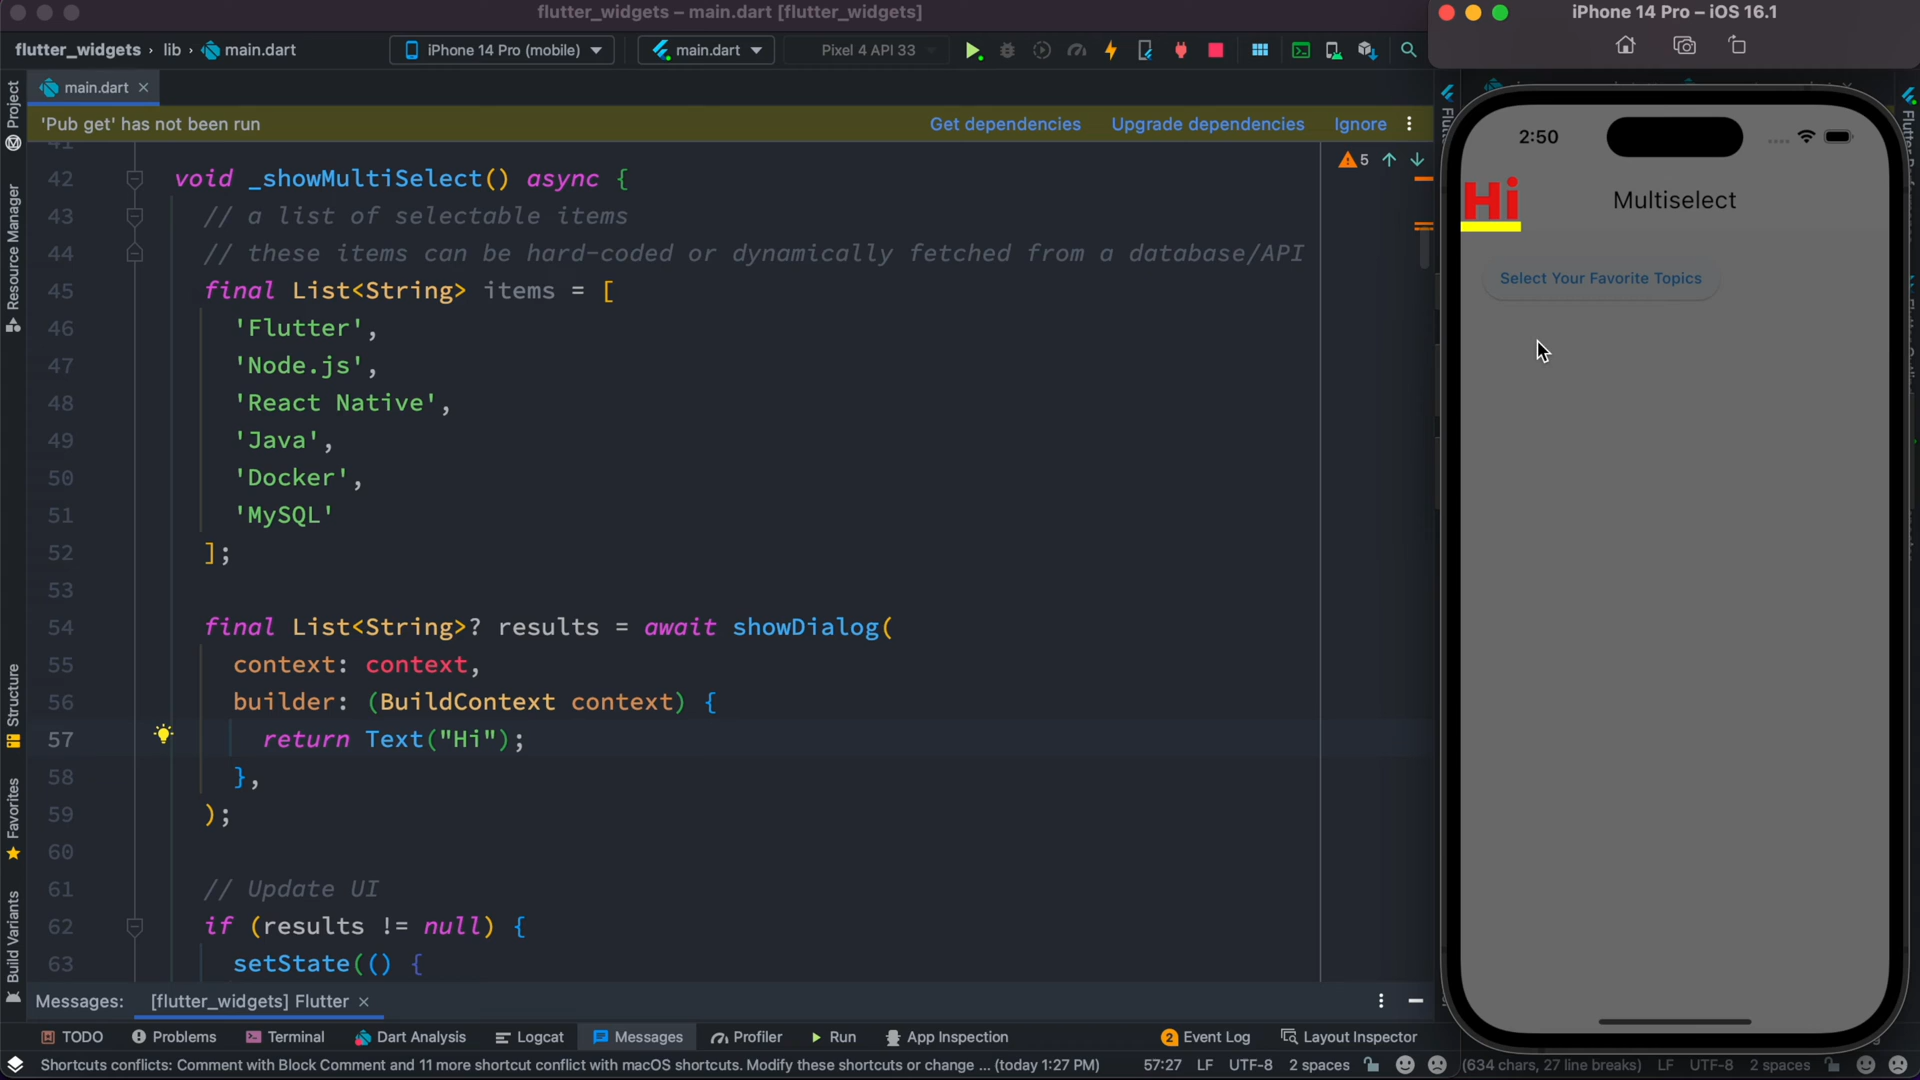 flutter_widgets – main.dart [flutter_widgets]
iPhone 14 Pro – iOS 16.1
flutter_widgets › lib › main.dart
iPhone 14 Pro (mobile)
main.dart
Pixel 4 API 33
Project
main.dart
'Pub get' has not been run
Get dependencies
Upgrade dependencies
Ignore
5
Resource Manager
Structure
Favorites
Build Variants
42 void _showMultiSelect() async {
43 // a list of selectable items
44 // these items can be hard-coded or dynamically fetched from a database/API
45 final List<String> items = [
46 'Flutter',
47 'Node.js',
48 'React Native',
49 'Java',
50 'Docker',
51 'MySQL'
52 ];
53
54 final List<String>? results = await showDialog(
55 context: context,
56 builder: (BuildContext context) {
57 return Text("Hi");
58 },
59 );
60
61 // Update UI
62 if (results != null) {
63 setState(() {
2:50
Hi
Multiselect
Select Your Favorite Topics
Messages:
[flutter_widgets] Flutter
TODO
Problems
Terminal
Dart Analysis
Logcat
Messages
Profiler
Run
App Inspection
2 Event Log
Layout Inspector
Shortcuts conflicts: Comment with Block Comment and 11 more shortcut conflict with macOS shortcuts. Modify these shortcuts or change ... (today 1:27 PM)
57:27
LF
UTF-8
2 spaces
(634 chars, 27 line breaks)
LF
UTF-8
2 spaces